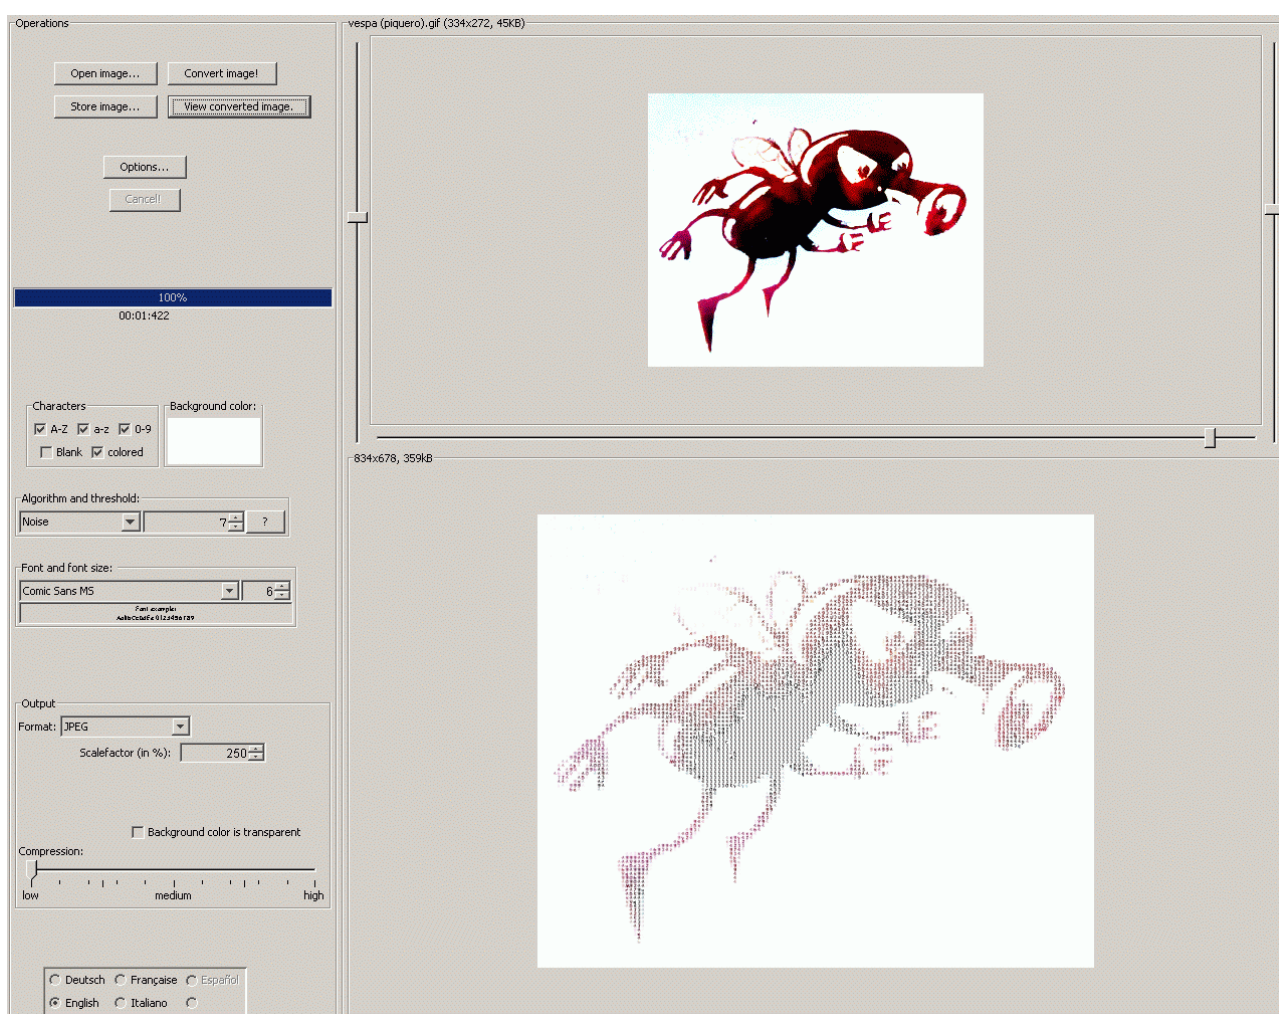 Operations
Open image...
Convert image!
Store image...
View converted image.
Options...
Cancel!
100%
00:01:422
Characters
A-Z a-z 0-9
Blank colored
Background color:
Algorithm and threshold:
Noise 7 ?
Font and font size:
Comic Sans MS 6
Font example:
0123456789
Output
Format: JPEG
Scalefactor (in %): 250
Background color is transparent
Compression:
low medium high
Deutsch Française Español
English Italiano
vespa (piquero).gif (334x272, 45KB)
834x678, 359kB